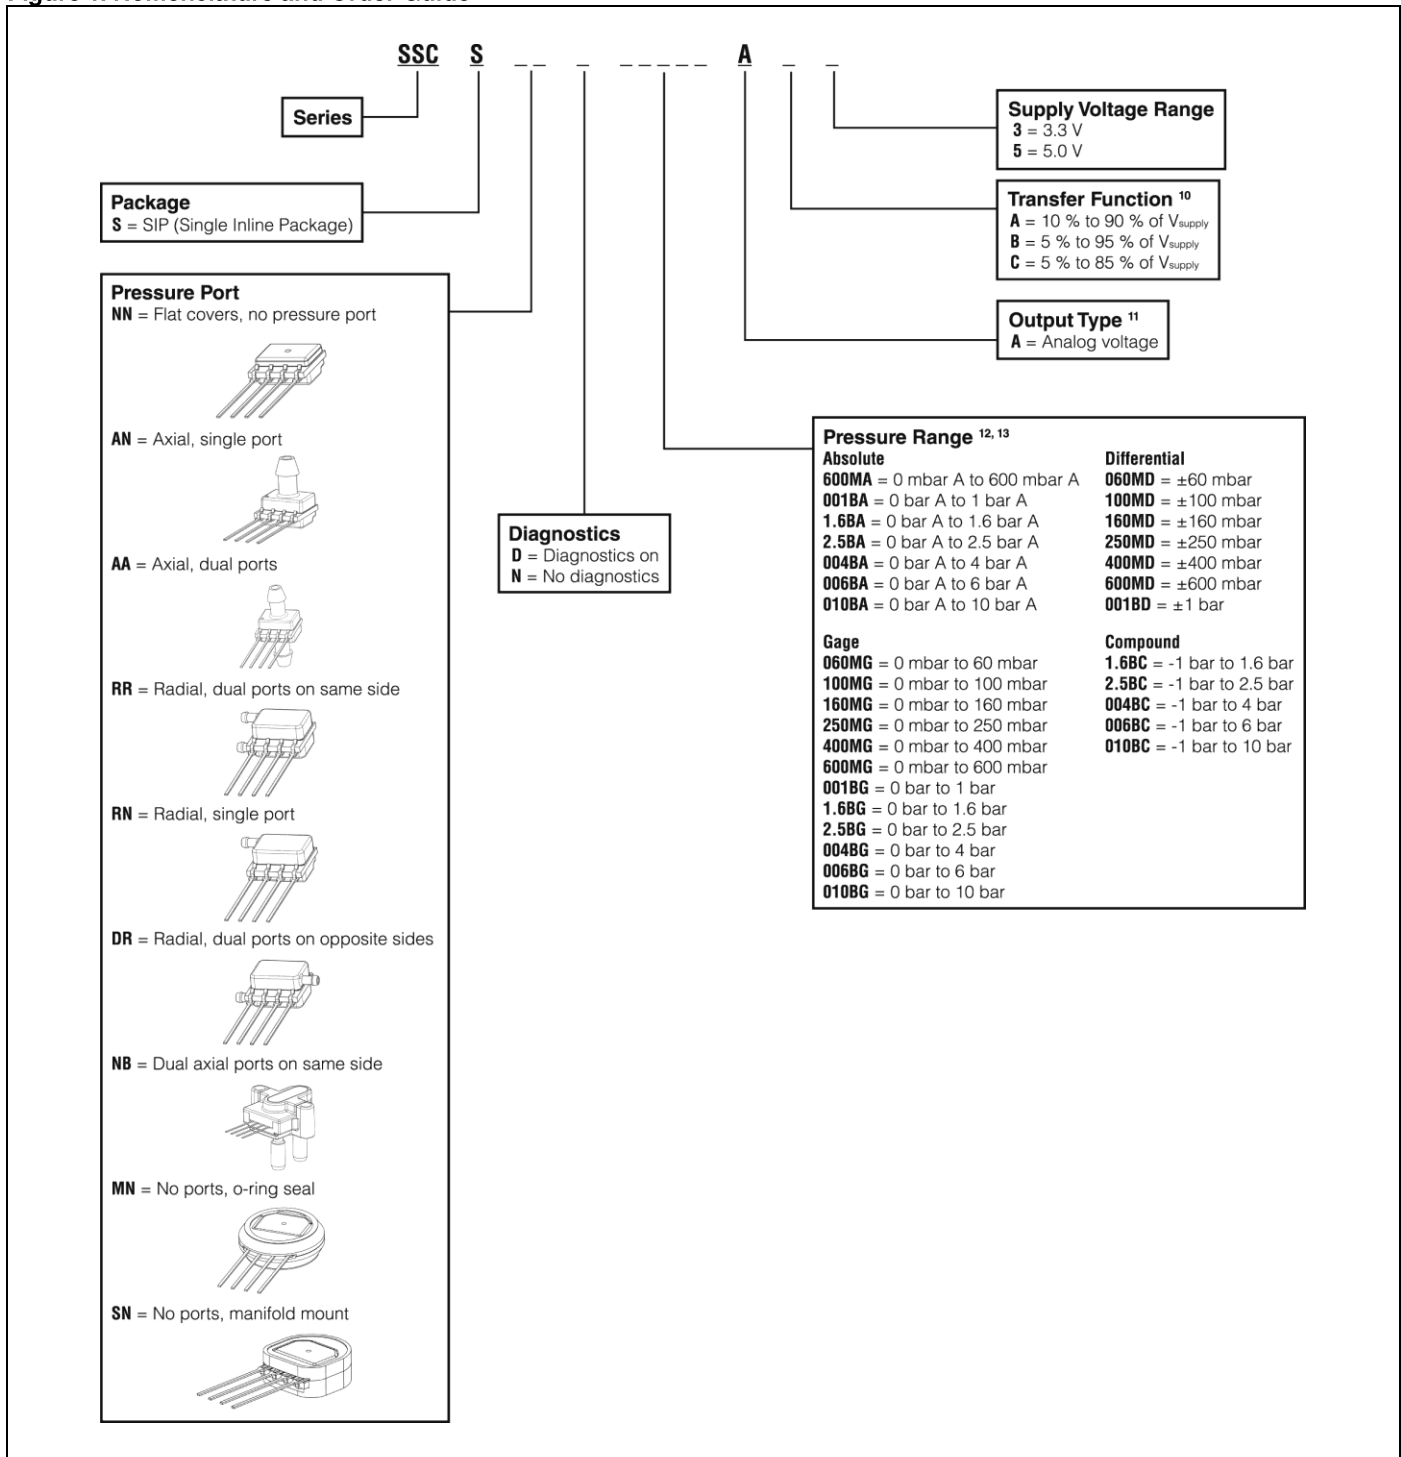 SSC S _ _ _ _ _ _ _ _ A _ _
Series
Supply Voltage Range
3 = 3.3 V
5 = 5.0 V
Package
S = SIP (Single Inline Package)
Transfer Function 10
A = 10 % to 90 % of Vsupply
B = 5 % to 95 % of Vsupply
C = 5 % to 85 % of Vsupply
Output Type 11
A = Analog voltage
Pressure Port
NN = Flat covers, no pressure port
AN = Axial, single port
AA = Axial, dual ports
RR = Radial, dual ports on same side
RN = Radial, single port
DR = Radial, dual ports on opposite sides
NB = Dual axial ports on same side
MN = No ports, o-ring seal
SN = No ports, manifold mount
Diagnostics
D = Diagnostics on
N = No diagnostics
Pressure Range 12, 13
Absolute
600MA = 0 mbar A to 600 mbar A
001BA = 0 bar A to 1 bar A
1.6BA = 0 bar A to 1.6 bar A
2.5BA = 0 bar A to 2.5 bar A
004BA = 0 bar A to 4 bar A
006BA = 0 bar A to 6 bar A
010BA = 0 bar A to 10 bar A
Gage
060MG = 0 mbar to 60 mbar
100MG = 0 mbar to 100 mbar
160MG = 0 mbar to 160 mbar
250MG = 0 mbar to 250 mbar
400MG = 0 mbar to 400 mbar
600MG = 0 mbar to 600 mbar
001BG = 0 bar to 1 bar
1.6BG = 0 bar to 1.6 bar
2.5BG = 0 bar to 2.5 bar
004BG = 0 bar to 4 bar
006BG = 0 bar to 6 bar
010BG = 0 bar to 10 bar
Differential
060MD = ±60 mbar
100MD = ±100 mbar
160MD = ±160 mbar
250MD = ±250 mbar
400MD = ±400 mbar
600MD = ±600 mbar
001BD = ±1 bar
Compound
1.6BC = -1 bar to 1.6 bar
2.5BC = -1 bar to 2.5 bar
004BC = -1 bar to 4 bar
006BC = -1 bar to 6 bar
010BC = -1 bar to 10 bar